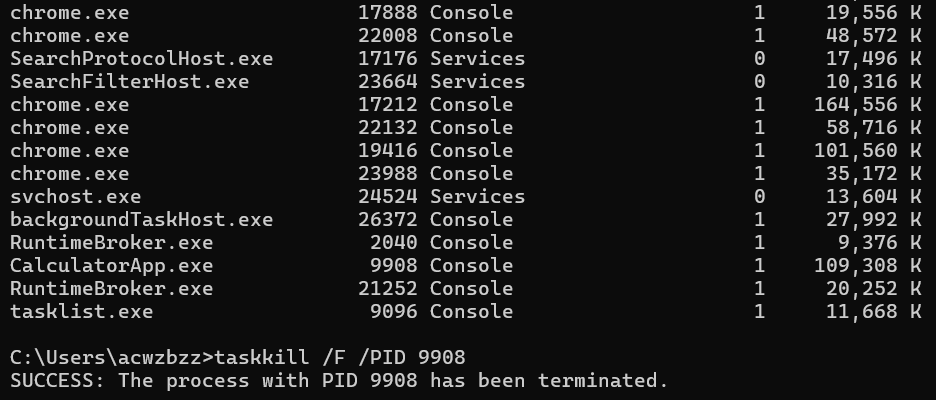 chrome.exe 17888 Console 1 19,556 K
chrome.exe 22008 Console 1 48,572 K
SearchProtocolHost.exe 17176 Services 0 17,496 K
SearchFilterHost.exe 23664 Services 0 10,316 K
chrome.exe 17212 Console 1 164,556 K
chrome.exe 22132 Console 1 58,716 K
chrome.exe 19416 Console 1 101,560 K
chrome.exe 23988 Console 1 35,172 K
svchost.exe 24524 Services 0 13,604 K
backgroundTaskHost.exe 26372 Console 1 27,992 K
RuntimeBroker.exe 2040 Console 1 9,376 K
CalculatorApp.exe 9908 Console 1 109,308 K
RuntimeBroker.exe 21252 Console 1 20,252 K
tasklist.exe 9096 Console 1 11,668 K
C:\Users\acwzbzz>taskkill /F /PID 9908
SUCCESS: The process with PID 9908 has been terminated.